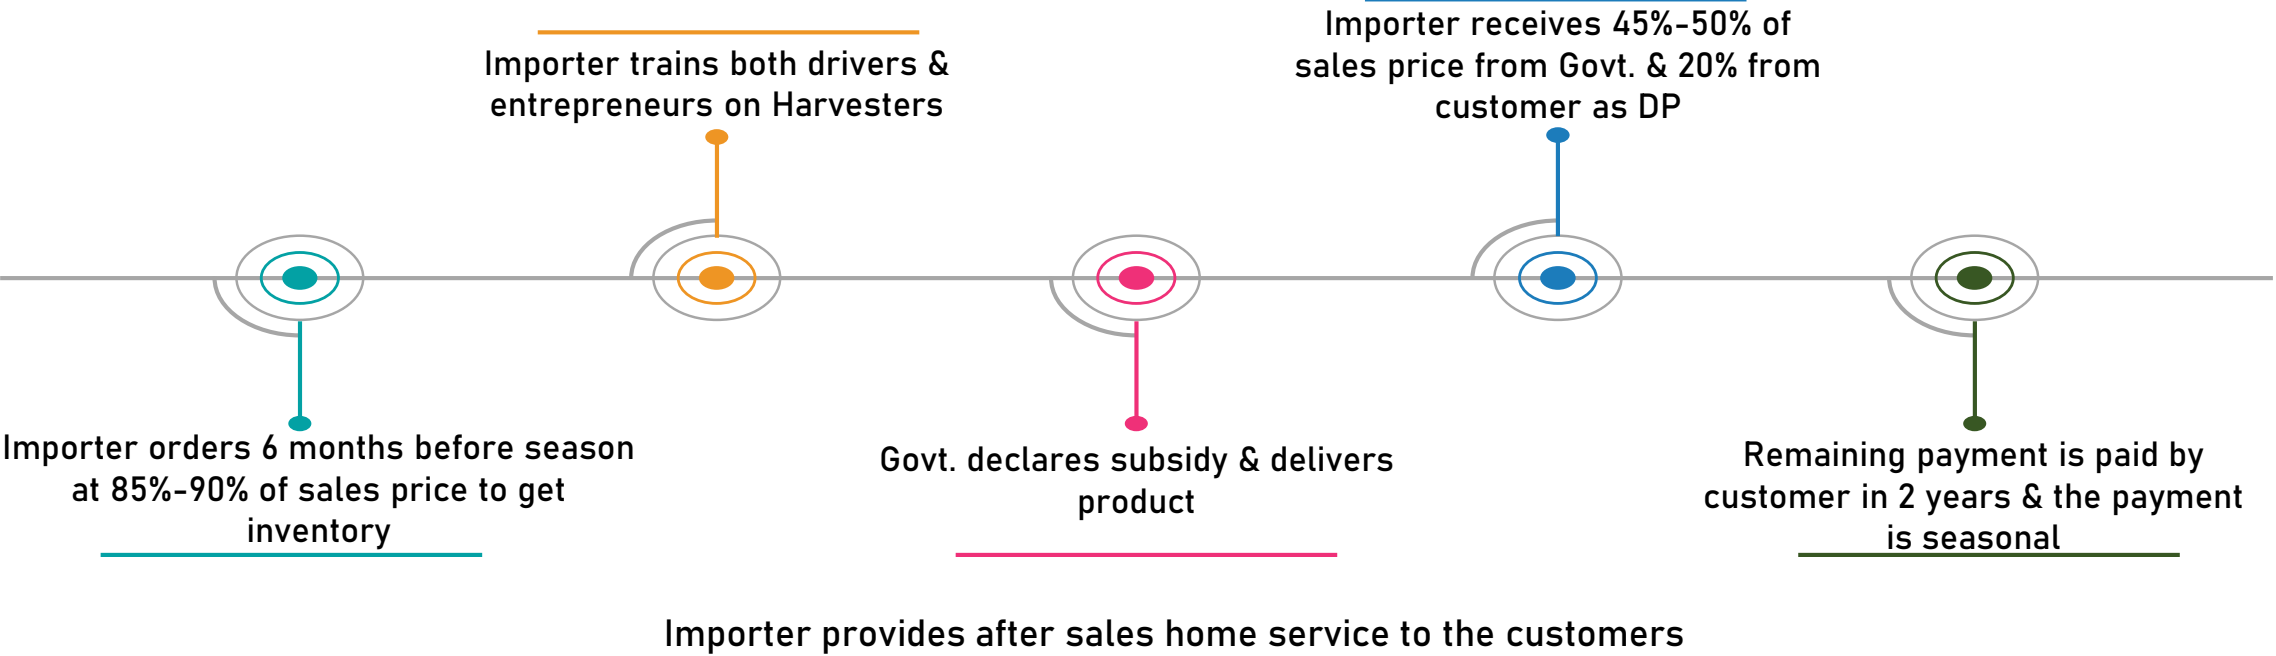 Importer orders 6 months before season
at 85%-90% of sales price to get
inventory
Importer trains both drivers &
entrepreneurs on Harvesters
Govt. declares subsidy & delivers
product
Importer receives 45%-50% of
sales price from Govt. & 20% from
customer as DP
Remaining payment is paid by
customer in 2 years & the payment
is seasonal
Importer provides after sales home service to the customers